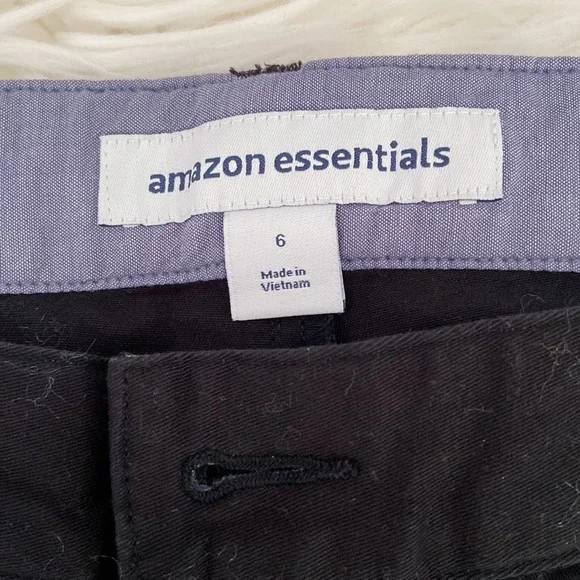 amazon essentials
6
Made in
Vietnam